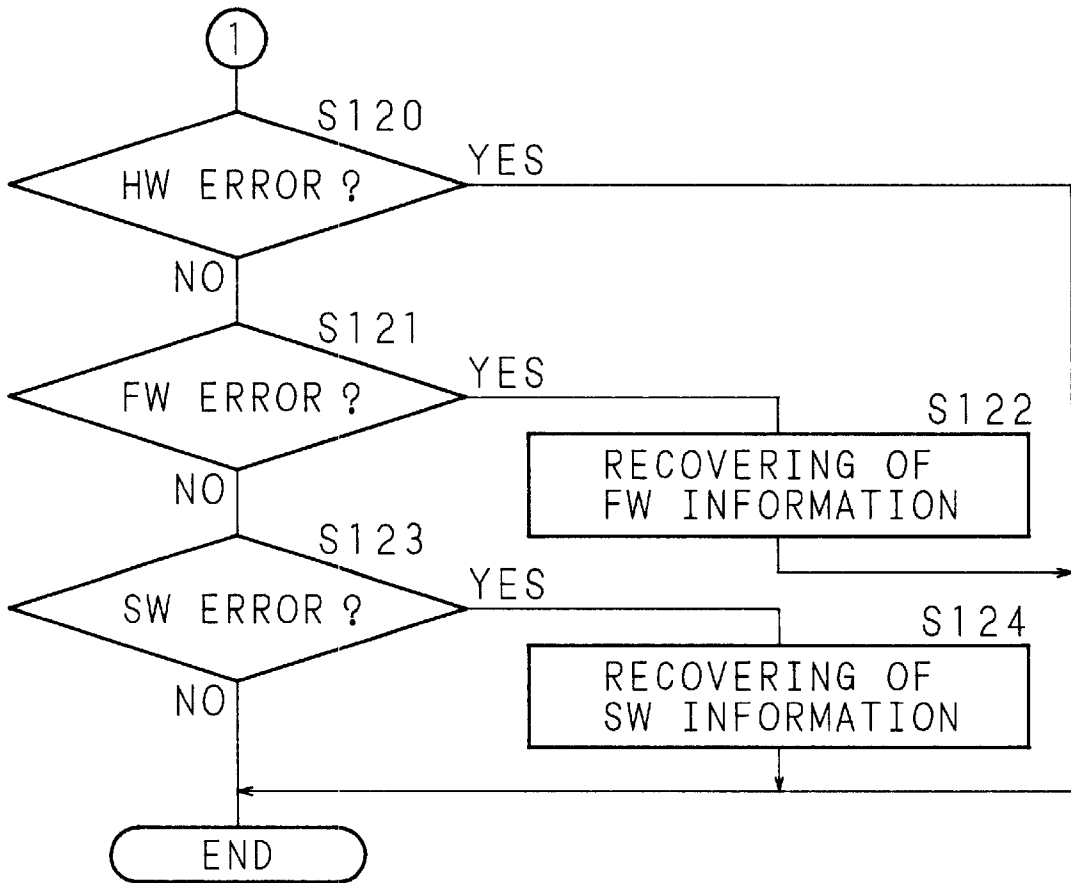 1
S120
HW ERROR ?
YES
NO
S121
FW ERROR ?
YES
S122
RECOVERING OF
FW INFORMATION
NO
S123
SW ERROR ?
YES
S124
RECOVERING OF
SW INFORMATION
NO
END